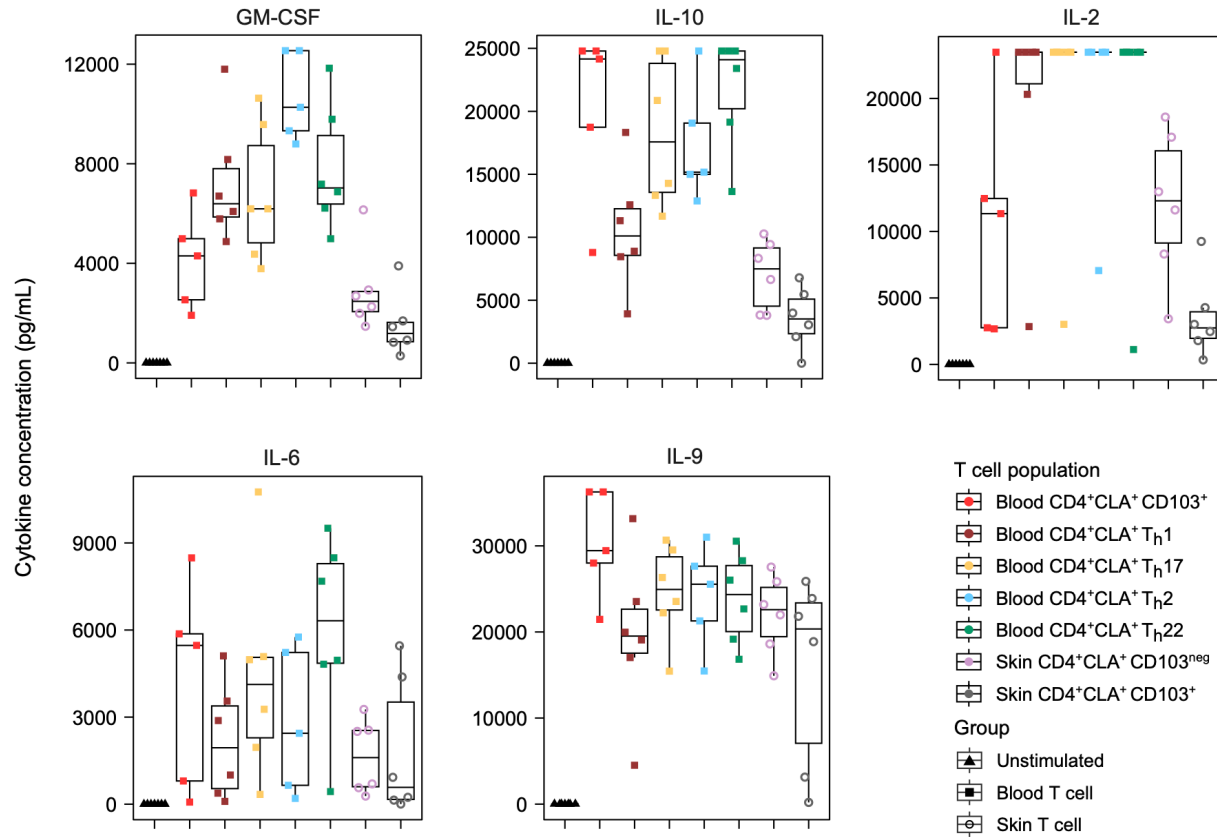 GM-CSF
IL-10
IL-2
Cytokine concentration (pg/mL)
12000
8000
4000
0
25000
20000
15000
10000
5000
0
20000
15000
10000
5000
0
IL-6
IL-9
9000
6000
3000
0
30000
20000
10000
0
T cell population
Blood CD4⁺CLA⁺ CD103⁺
Blood CD4⁺CLA⁺ Tₕ1
Blood CD4⁺CLA⁺ Tₕ17
Blood CD4⁺CLA⁺ Tₕ2
Blood CD4⁺CLA⁺ Tₕ22
Skin CD4⁺CLA⁺ CD103ⁿᵉᵍ
Skin CD4⁺CLA⁺ CD103⁺
Group
Unstimulated
Blood T cell
Skin T cell